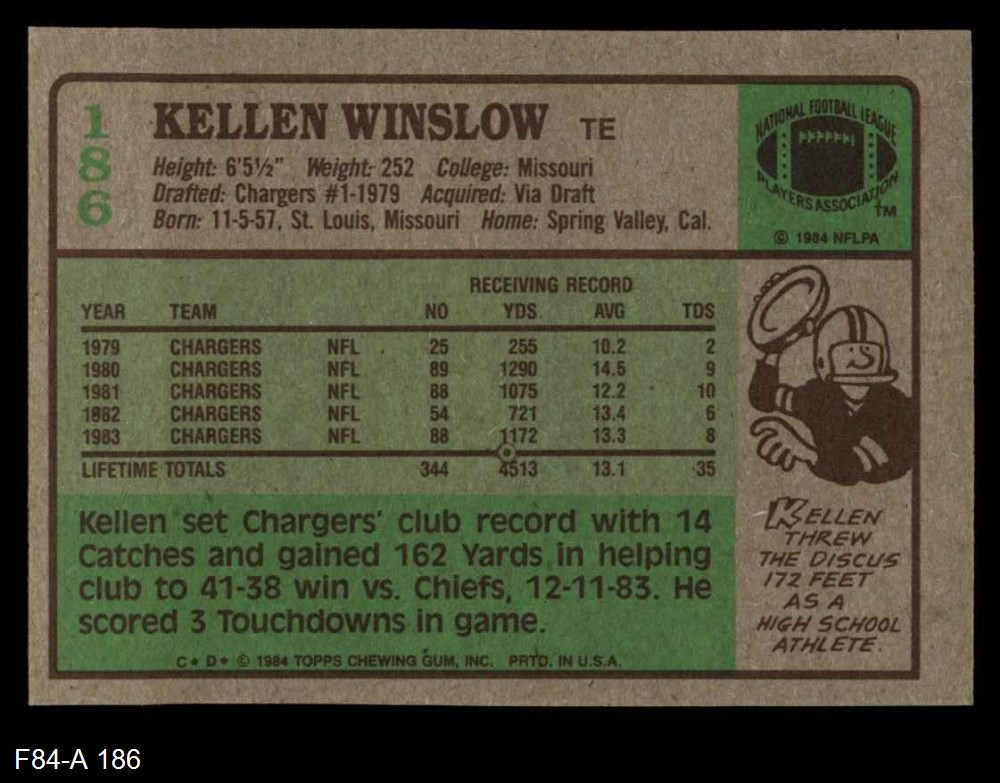 186
KELLEN WINSLOW TE
Height: 6'5½" Weight: 252 College: Missouri
Drafted: Chargers #1-1979 Acquired: Via Draft
Born: 11-5-57, St. Louis, Missouri Home: Spring Valley, Cal.
NATIONAL FOOTBALL LEAGUE
PLAYERS ASSOCIATION
TM
© 1984 NFLPA
RECEIVING RECORD
YEAR TEAM NO YDS. AVG TDS
1979 CHARGERS NFL 25 255 10.2 2
1980 CHARGERS NFL 89 1290 14.5 9
1981 CHARGERS NFL 88 1075 12.2 10
1982 CHARGERS NFL 54 721 13.4 6
1983 CHARGERS NFL 88 1172 13.3 8
LIFETIME TOTALS 344 4513 13.1 35
Kellen set Chargers' club record with 14
Catches and gained 162 Yards in helping
club to 41-38 win vs. Chiefs, 12-11-83. He
scored 3 Touchdowns in game.
C* D* © 1984 TOPPS CHEWING GUM, INC. PRTD. IN U.S.A.
KELLEN
THREW
THE DISCUS
172 FEET
AS A
HIGH SCHOOL
ATHLETE.
F84-A 186